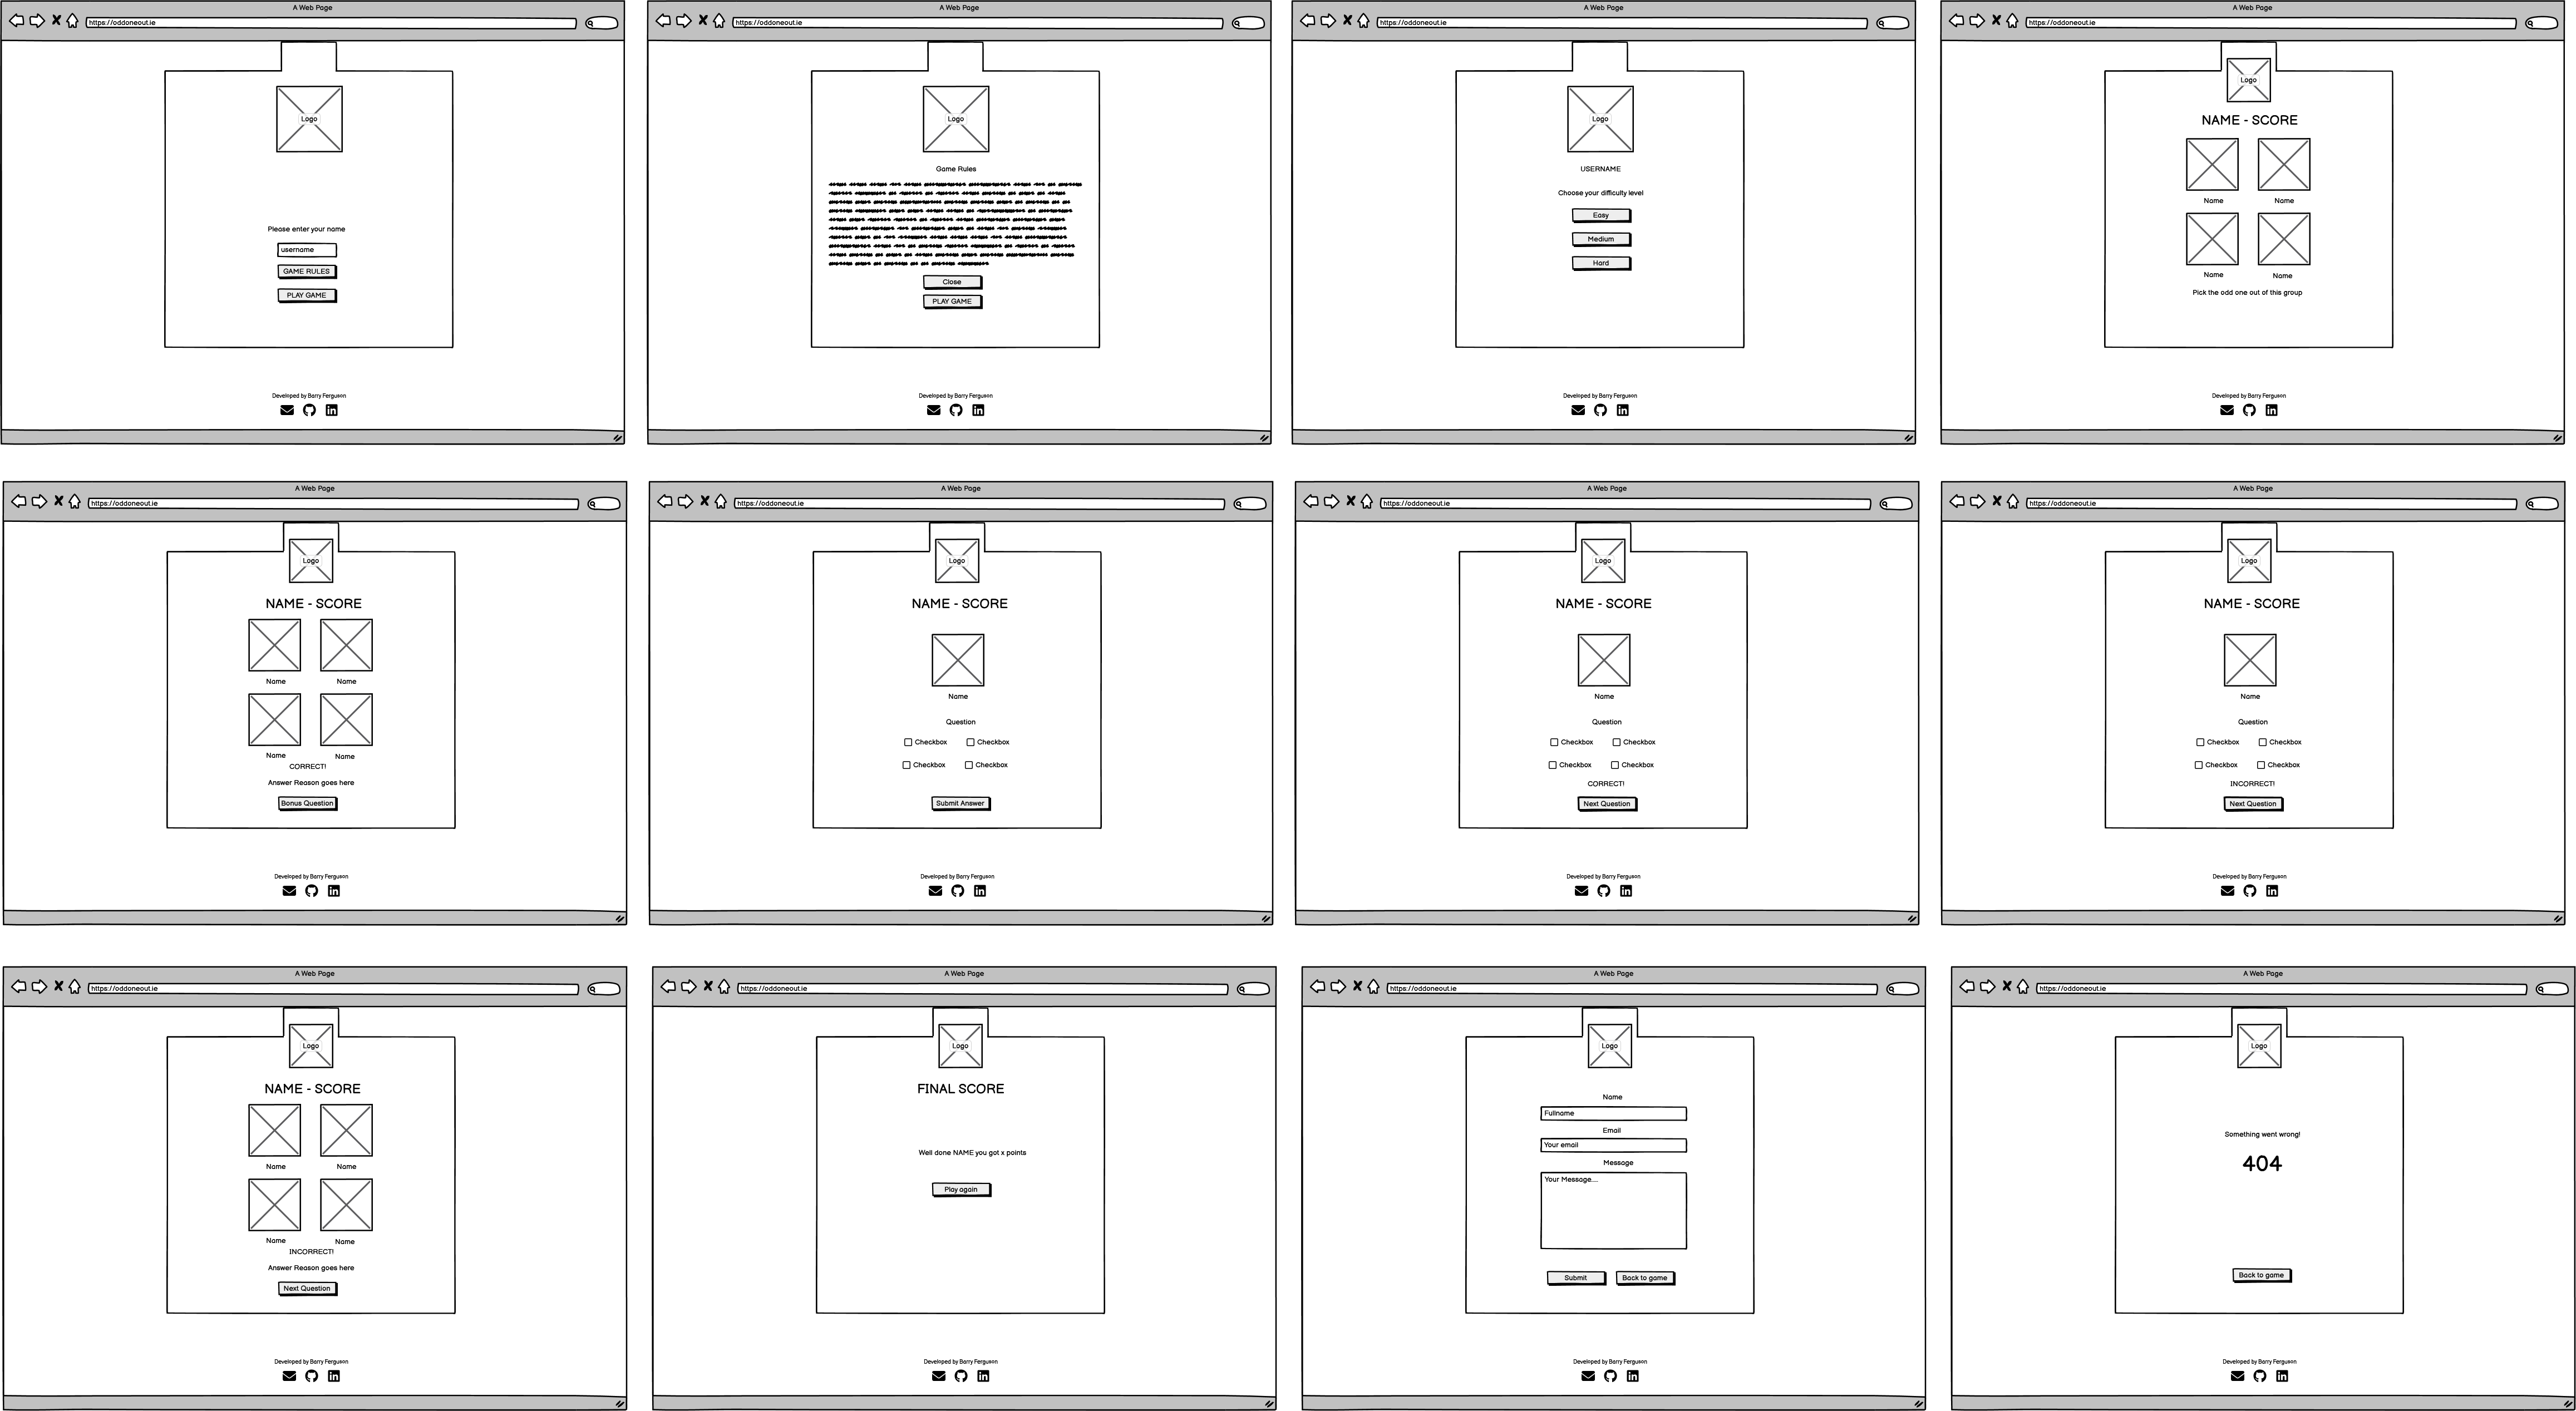 A Web Page
https://oddoneout.ie
Logo
Please enter your name
username
GAME RULES
PLAY GAME
Developed by Barry Ferguson
A Web Page
https://oddoneout.ie
Logo
Game Rules
Close
PLAY GAME
Developed by Barry Ferguson
A Web Page
https://oddoneout.ie
Logo
USERNAME
Choose your difficulty level
Easy
Medium
Hard
Developed by Barry Ferguson
A Web Page
https://oddoneout.ie
Logo
NAME - SCORE
Name Name
Name Name
Pick the odd one out of this group
Developed by Barry Ferguson
A Web Page
https://oddoneout.ie
Logo
NAME - SCORE
Name Name
Name Name
CORRECT!
Answer Reason goes here
Bonus Question
Developed by Barry Ferguson
A Web Page
https://oddoneout.ie
Logo
NAME - SCORE
Name
Question
Checkbox Checkbox
Checkbox Checkbox
Submit Answer
Developed by Barry Ferguson
A Web Page
https://oddoneout.ie
Logo
NAME - SCORE
Name
Question
Checkbox Checkbox
Checkbox Checkbox
CORRECT!
Next Question
Developed by Barry Ferguson
A Web Page
https://oddoneout.ie
Logo
NAME - SCORE
Name
Question
Checkbox Checkbox
Checkbox Checkbox
INCORRECT!
Next Question
Developed by Barry Ferguson
A Web Page
https://oddoneout.ie
Logo
NAME - SCORE
Name Name
Name Name
INCORRECT!
Answer Reason goes here
Next Question
Developed by Barry Ferguson
A Web Page
https://oddoneout.ie
Logo
FINAL SCORE
Well done NAME you got x points
Play again
Developed by Barry Ferguson
A Web Page
https://oddoneout.ie
Logo
Name
Fullname
Email
Your email
Message
Your Message....
Submit Back to game
Developed by Barry Ferguson
A Web Page
https://oddoneout.ie
Logo
Something went wrong!
404
Back to game
Developed by Barry Ferguson